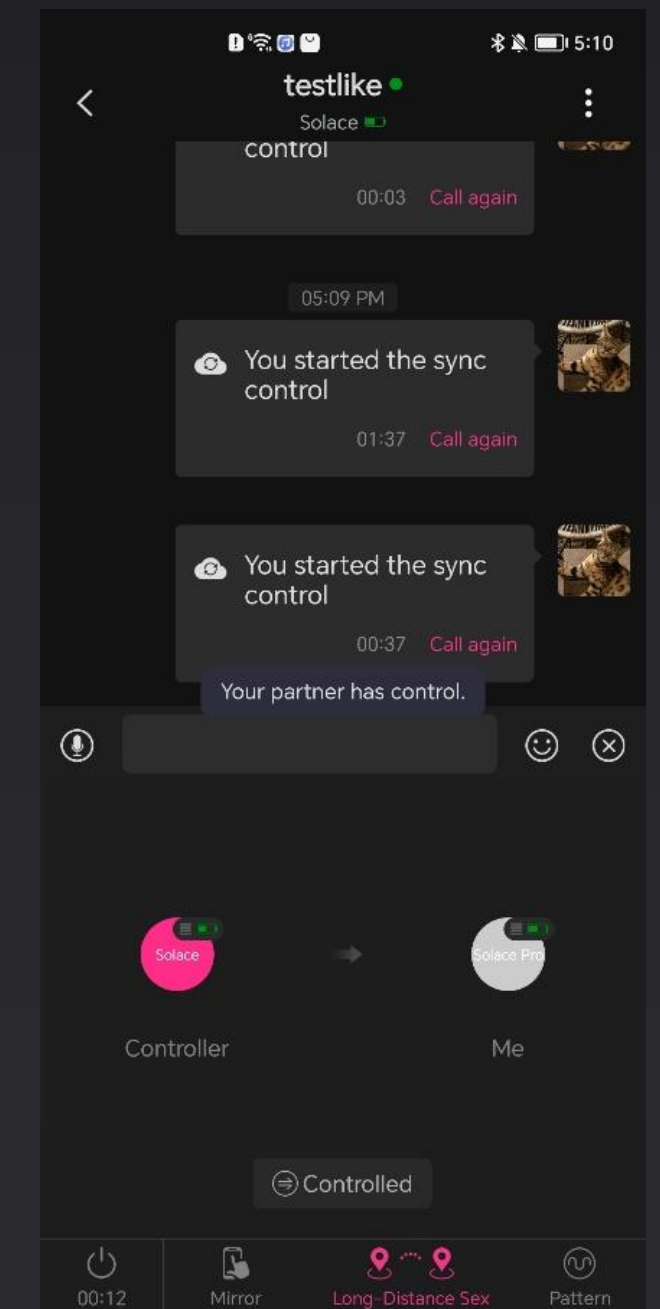 5:10
testlike
Solace
control
00:03 Call again
05:09 PM
You started the sync
control
01:37 Call again
You started the sync
control
00:37 Call again
Your partner has control.
Solace
Solace Pro
Controller
Me
Controlled
00:12
Mirror
Long-Distance Sex
Pattern